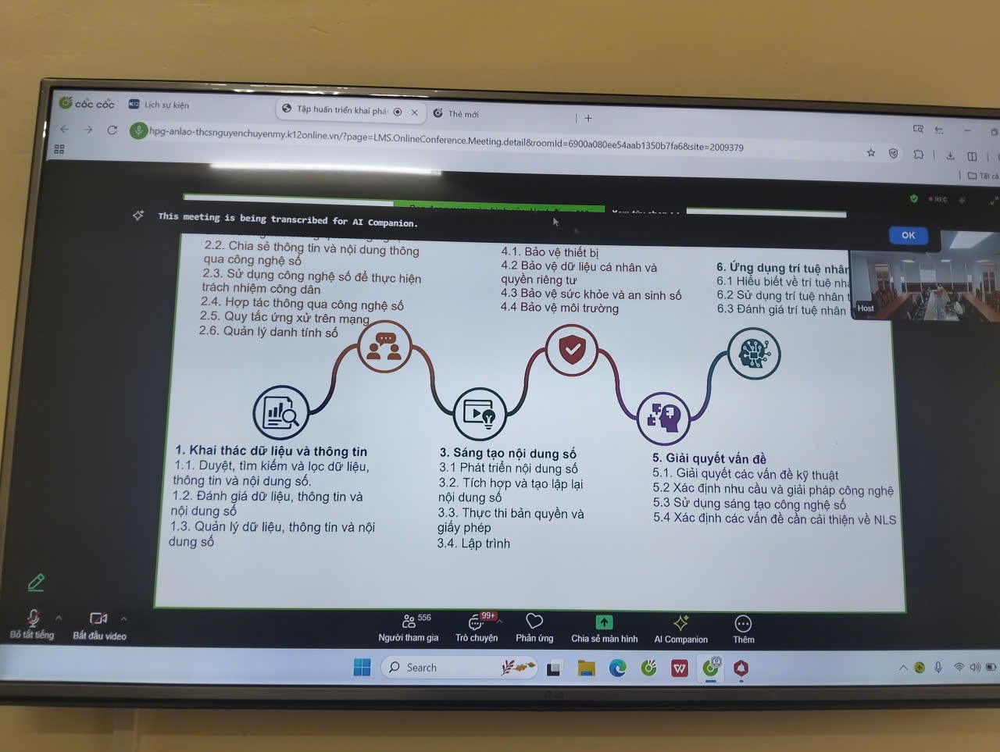 cốc cốc
K12 Lịch sự kiện
Tập huấn triển khai phá
Thẻ mới
hpg-anlao-thcsnguyenchuyenmy.k12online.vn/?page=LMS.OnlineConference.Meeting.detail&roomId=6900a080ee54aab1350b7fa6&site=2009379
Tất cả
REC
This meeting is being transcribed for AI Companion.
OK
Host
2.2. Chia sẻ thông tin và nội dung thông
qua công nghệ số
2.3. Sử dụng công nghệ số để thực hiện
trách nhiệm công dân
2.4. Hợp tác thông qua công nghệ số
2.5. Quy tắc ứng xử trên mạng
2.6. Quản lý danh tính số
4.1. Bảo vệ thiết bị
4.2 Bảo vệ dữ liệu cá nhân và
quyền riêng tư
4.3 Bảo vệ sức khỏe và an sinh số
4.4 Bảo vệ môi trường
6. Ứng dụng trí tuệ nhân
6.1 Hiểu biết về trí tuệ nhâ
6.2 Sử dụng trí tuệ nhân t
6.3 Đánh giá trí tuệ nhân
1. Khai thác dữ liệu và thông tin
1.1. Duyệt, tìm kiếm và lọc dữ liệu,
thông tin và nội dung số.
1.2. Đánh giá dữ liệu, thông tin và
nội dung số
1.3. Quản lý dữ liệu, thông tin và nội
dung số
3. Sáng tạo nội dung số
3.1 Phát triển nội dung số
3.2. Tích hợp và tạo lập lại
nội dung số
3.3. Thực thi bản quyền và
giấy phép
3.4. Lập trình
5. Giải quyết vấn đề
5.1. Giải quyết các vấn đề kỹ thuật
5.2 Xác định nhu cầu và giải pháp công nghệ
5.3 Sử dụng sáng tạo công nghệ số
5.4 Xác định các vấn đề cần cải thiện về NLS
556
99+
Bỏ tắt tiếng
Bắt đầu video
Người tham gia
Trò chuyện
Phản ứng
Chia sẻ màn hình
AI Companion
Thêm
Search